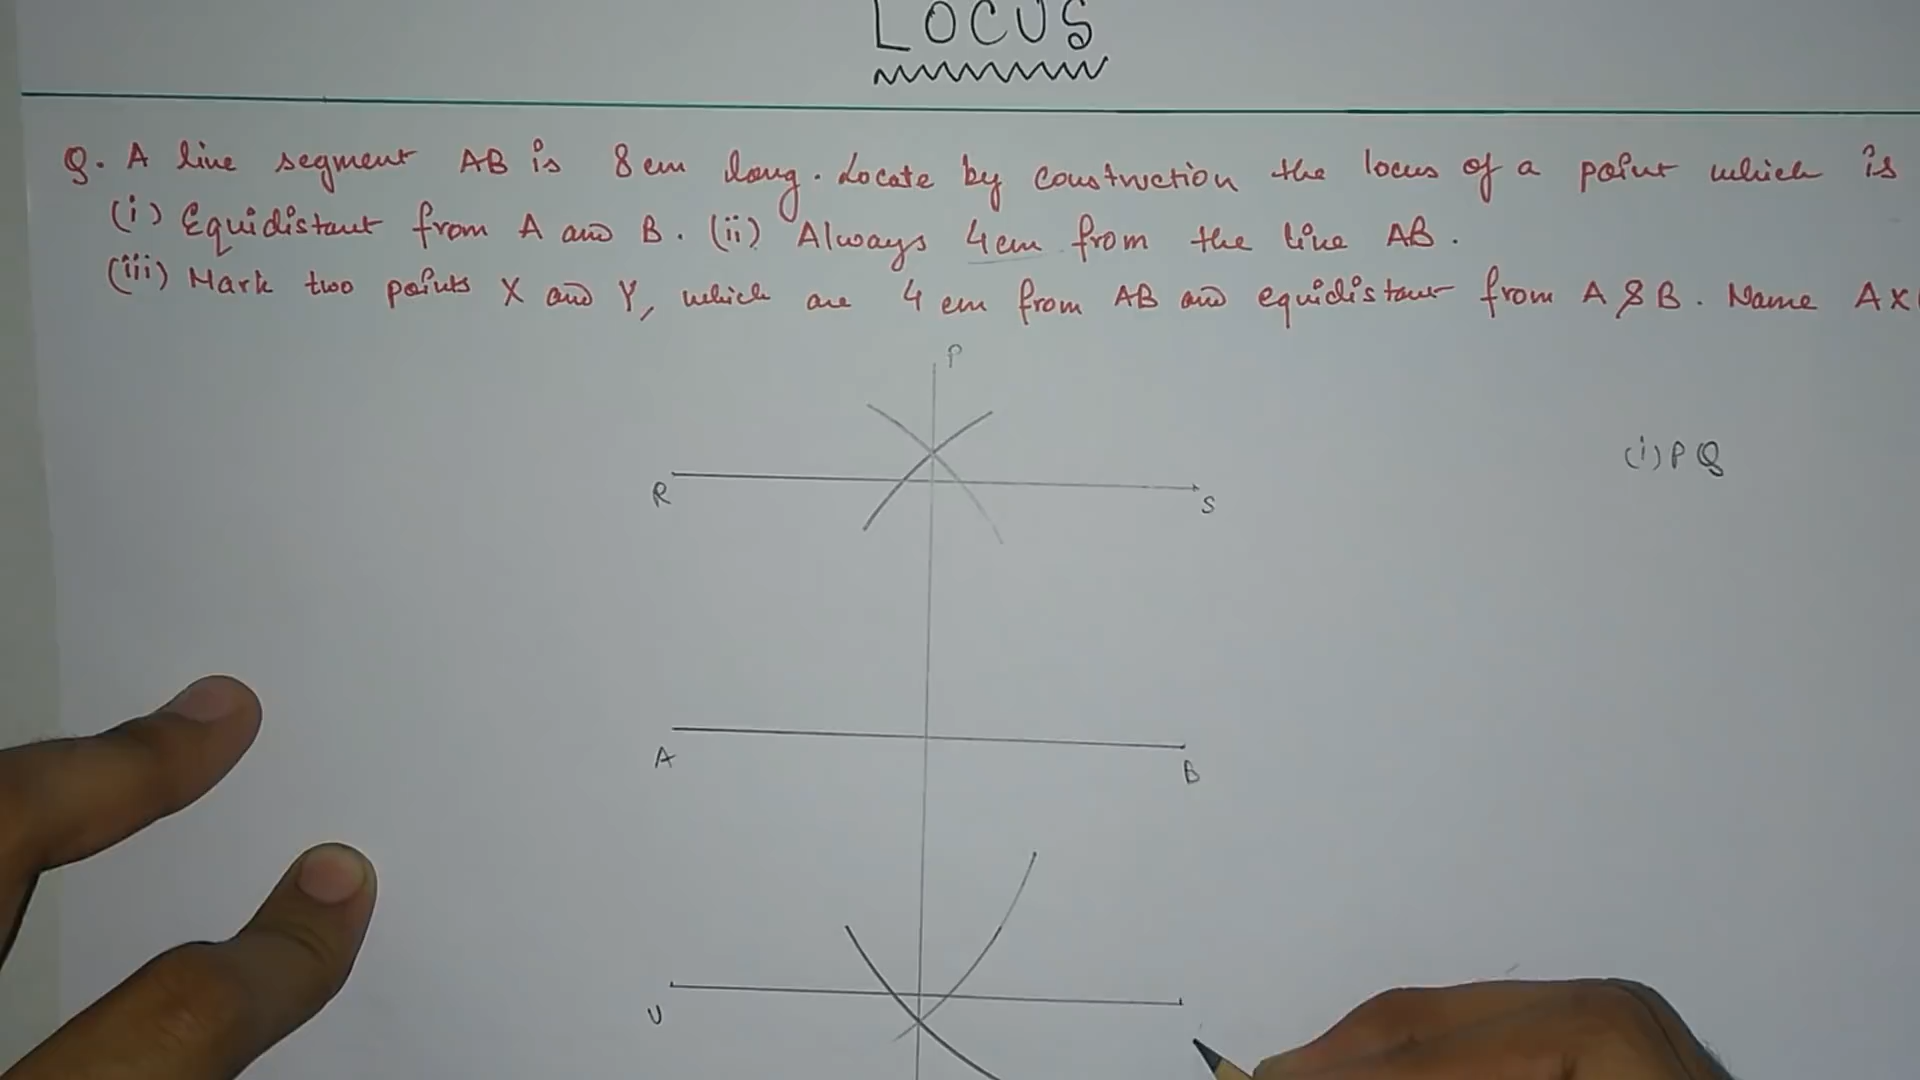 LOCUS
Q. A line segment AB is 8 cm long. Locate by construction the locus of a point which is
(i) Equidistant from A and B. (ii) Always 4 cm from the line AB.
(iii) Mark two points X and Y, which are 4 cm from AB and equidistant from A & B. Name AX
P
(i) P Q
R
S
A
B
U